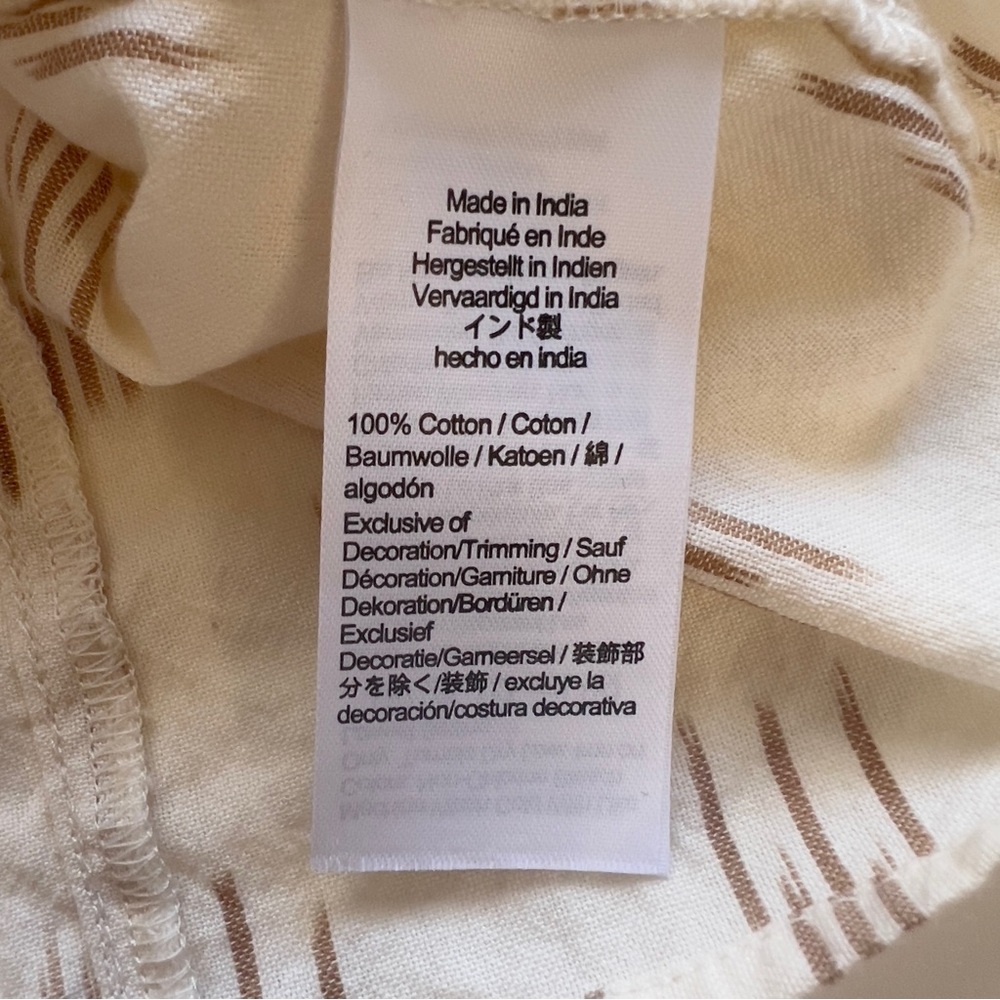 Made in India
Fabriqué en Inde
Hergestellt in Indien
Vervaardigd in India
インド製
hecho en india
100% Cotton / Coton /
Baumwolle / Katoen / 綿 /
algodón
Exclusive of
Decoration/Trimming / Sauf
Décoration/Garniture / Ohne
Dekoration/Bordüren /
Exclusief
Decoratie/Garneersel / 装飾部
分を除く/装飾 / excluye la
decoración/costura decorativa